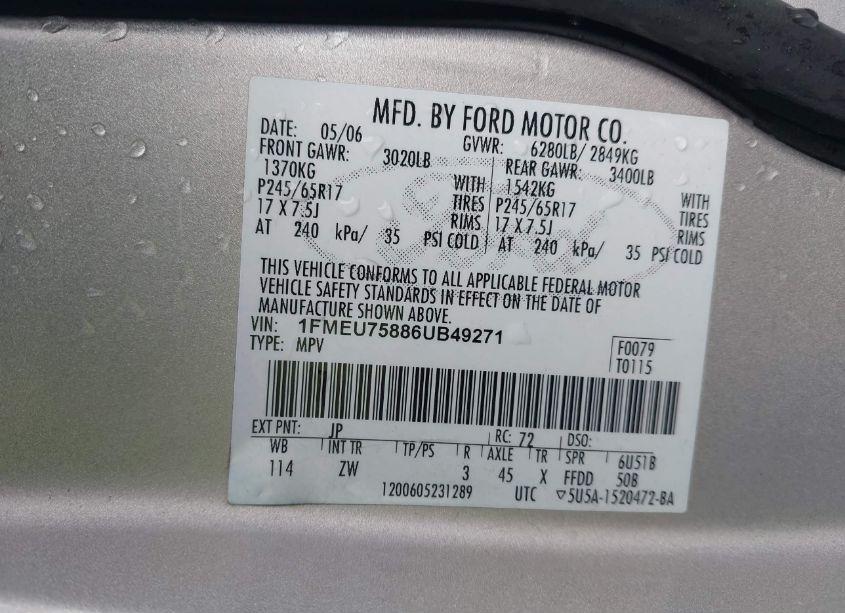 MFD. BY FORD MOTOR CO.
DATE: 05/06 GVWR: 6280LB/ 2849KG
FRONT GAWR: 3020LB REAR GAWR: 3400LB
1370KG WITH 1542KG WITH
P245/65R17 TIRES P245/65R17 TIRES
17 X 7.5J RIMS 17 X 7.5J RIMS
AT 240 kPa/ 35 PSI COLD AT 240 kPa/ 35 PSI COLD
THIS VEHICLE CONFORMS TO ALL APPLICABLE FEDERAL MOTOR
VEHICLE SAFETY STANDARDS IN EFFECT ON THE DATE OF
MANUFACTURE SHOWN ABOVE.
VIN: 1FMEU75886UB49271
TYPE: MPV F0079
T0115
EXT PNT: JP RC: 72 DSO:
WB INT TR TP/PS R AXLE TR SPR 6U51B
114 ZW 3 45 X FFDD 50B
1200605231289 UTC ▽5U5A-1520472-BA